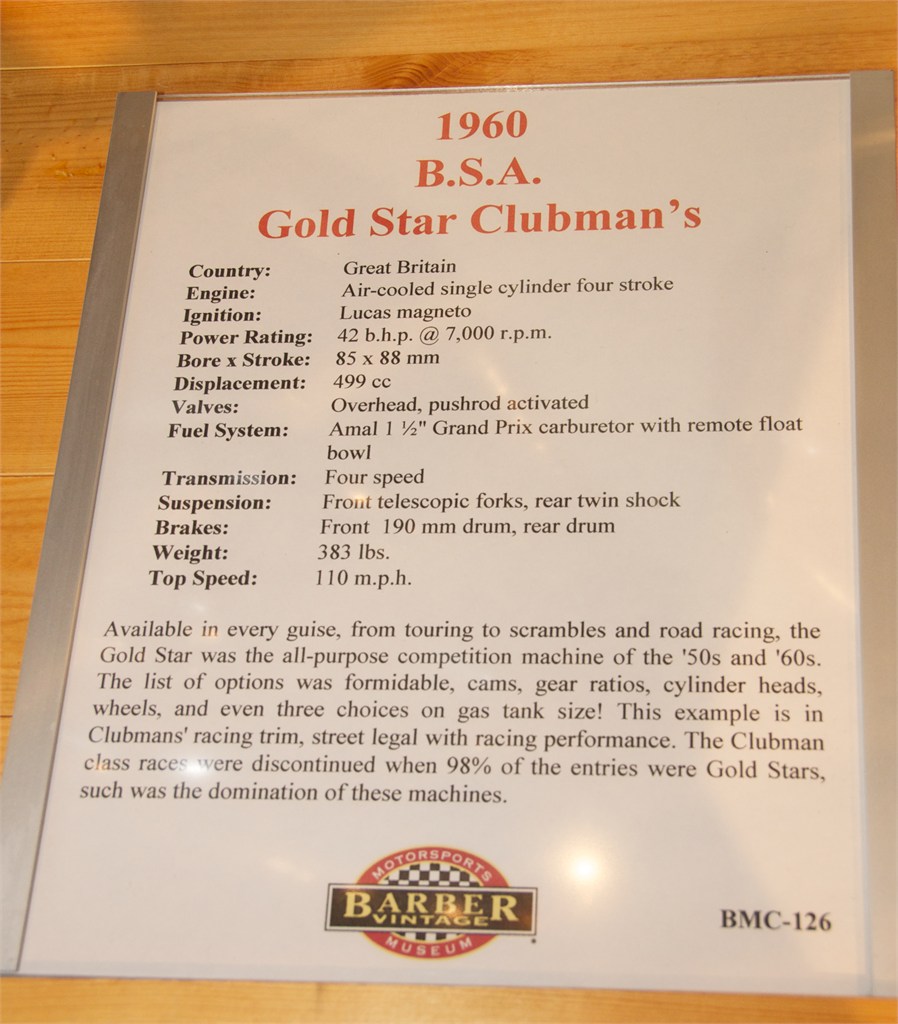 1960
B.S.A.
Gold Star Clubman's
Country: Great Britain
Engine: Air-cooled single cylinder four stroke
Ignition: Lucas magneto
Power Rating: 42 b.h.p. @ 7,000 r.p.m.
Bore x Stroke: 85 x 88 mm
Displacement: 499 cc
Valves: Overhead, pushrod activated
Fuel System: Amal 1 ½" Grand Prix carburetor with remote float
bowl
Transmission: Four speed
Suspension: Front telescopic forks, rear twin shock
Brakes: Front 190 mm drum, rear drum
Weight: 383 lbs.
Top Speed: 110 m.p.h.
Available in every guise, from touring to scrambles and road racing, the
Gold Star was the all-purpose competition machine of the '50s and '60s.
The list of options was formidable, cams, gear ratios, cylinder heads,
wheels, and even three choices on gas tank size! This example is in
Clubmans' racing trim, street legal with racing performance. The Clubman
class races were discontinued when 98% of the entries were Gold Stars,
such was the domination of these machines.
MOTORSPORTS
BARBER
VINTAGE
MUSEUM
BMC-126